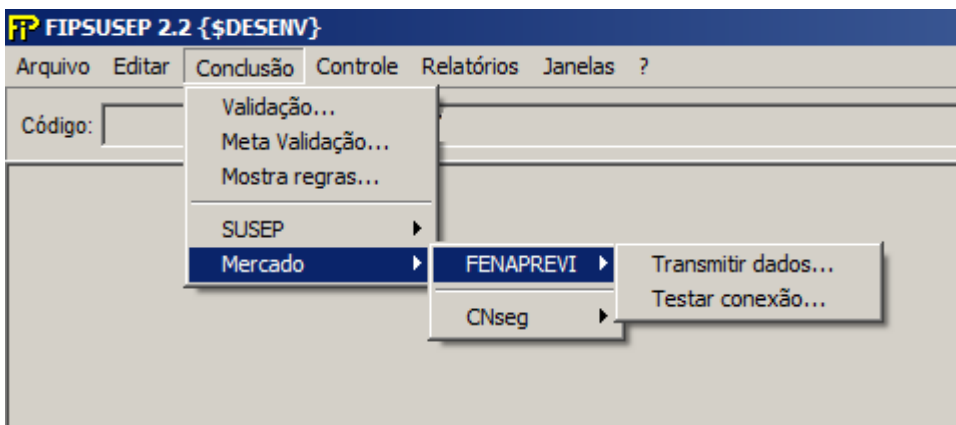 FIP FIPSUSEP 2.2 {$DESENV}
Arquivo Editar Conclusão Controle Relatórios Janelas ?
Código:
Validação...
Meta Validação...
Mostra regras...
SUSEP
Mercado
FENAPREVI
CNseg
Transmitir dados...
Testar conexão...